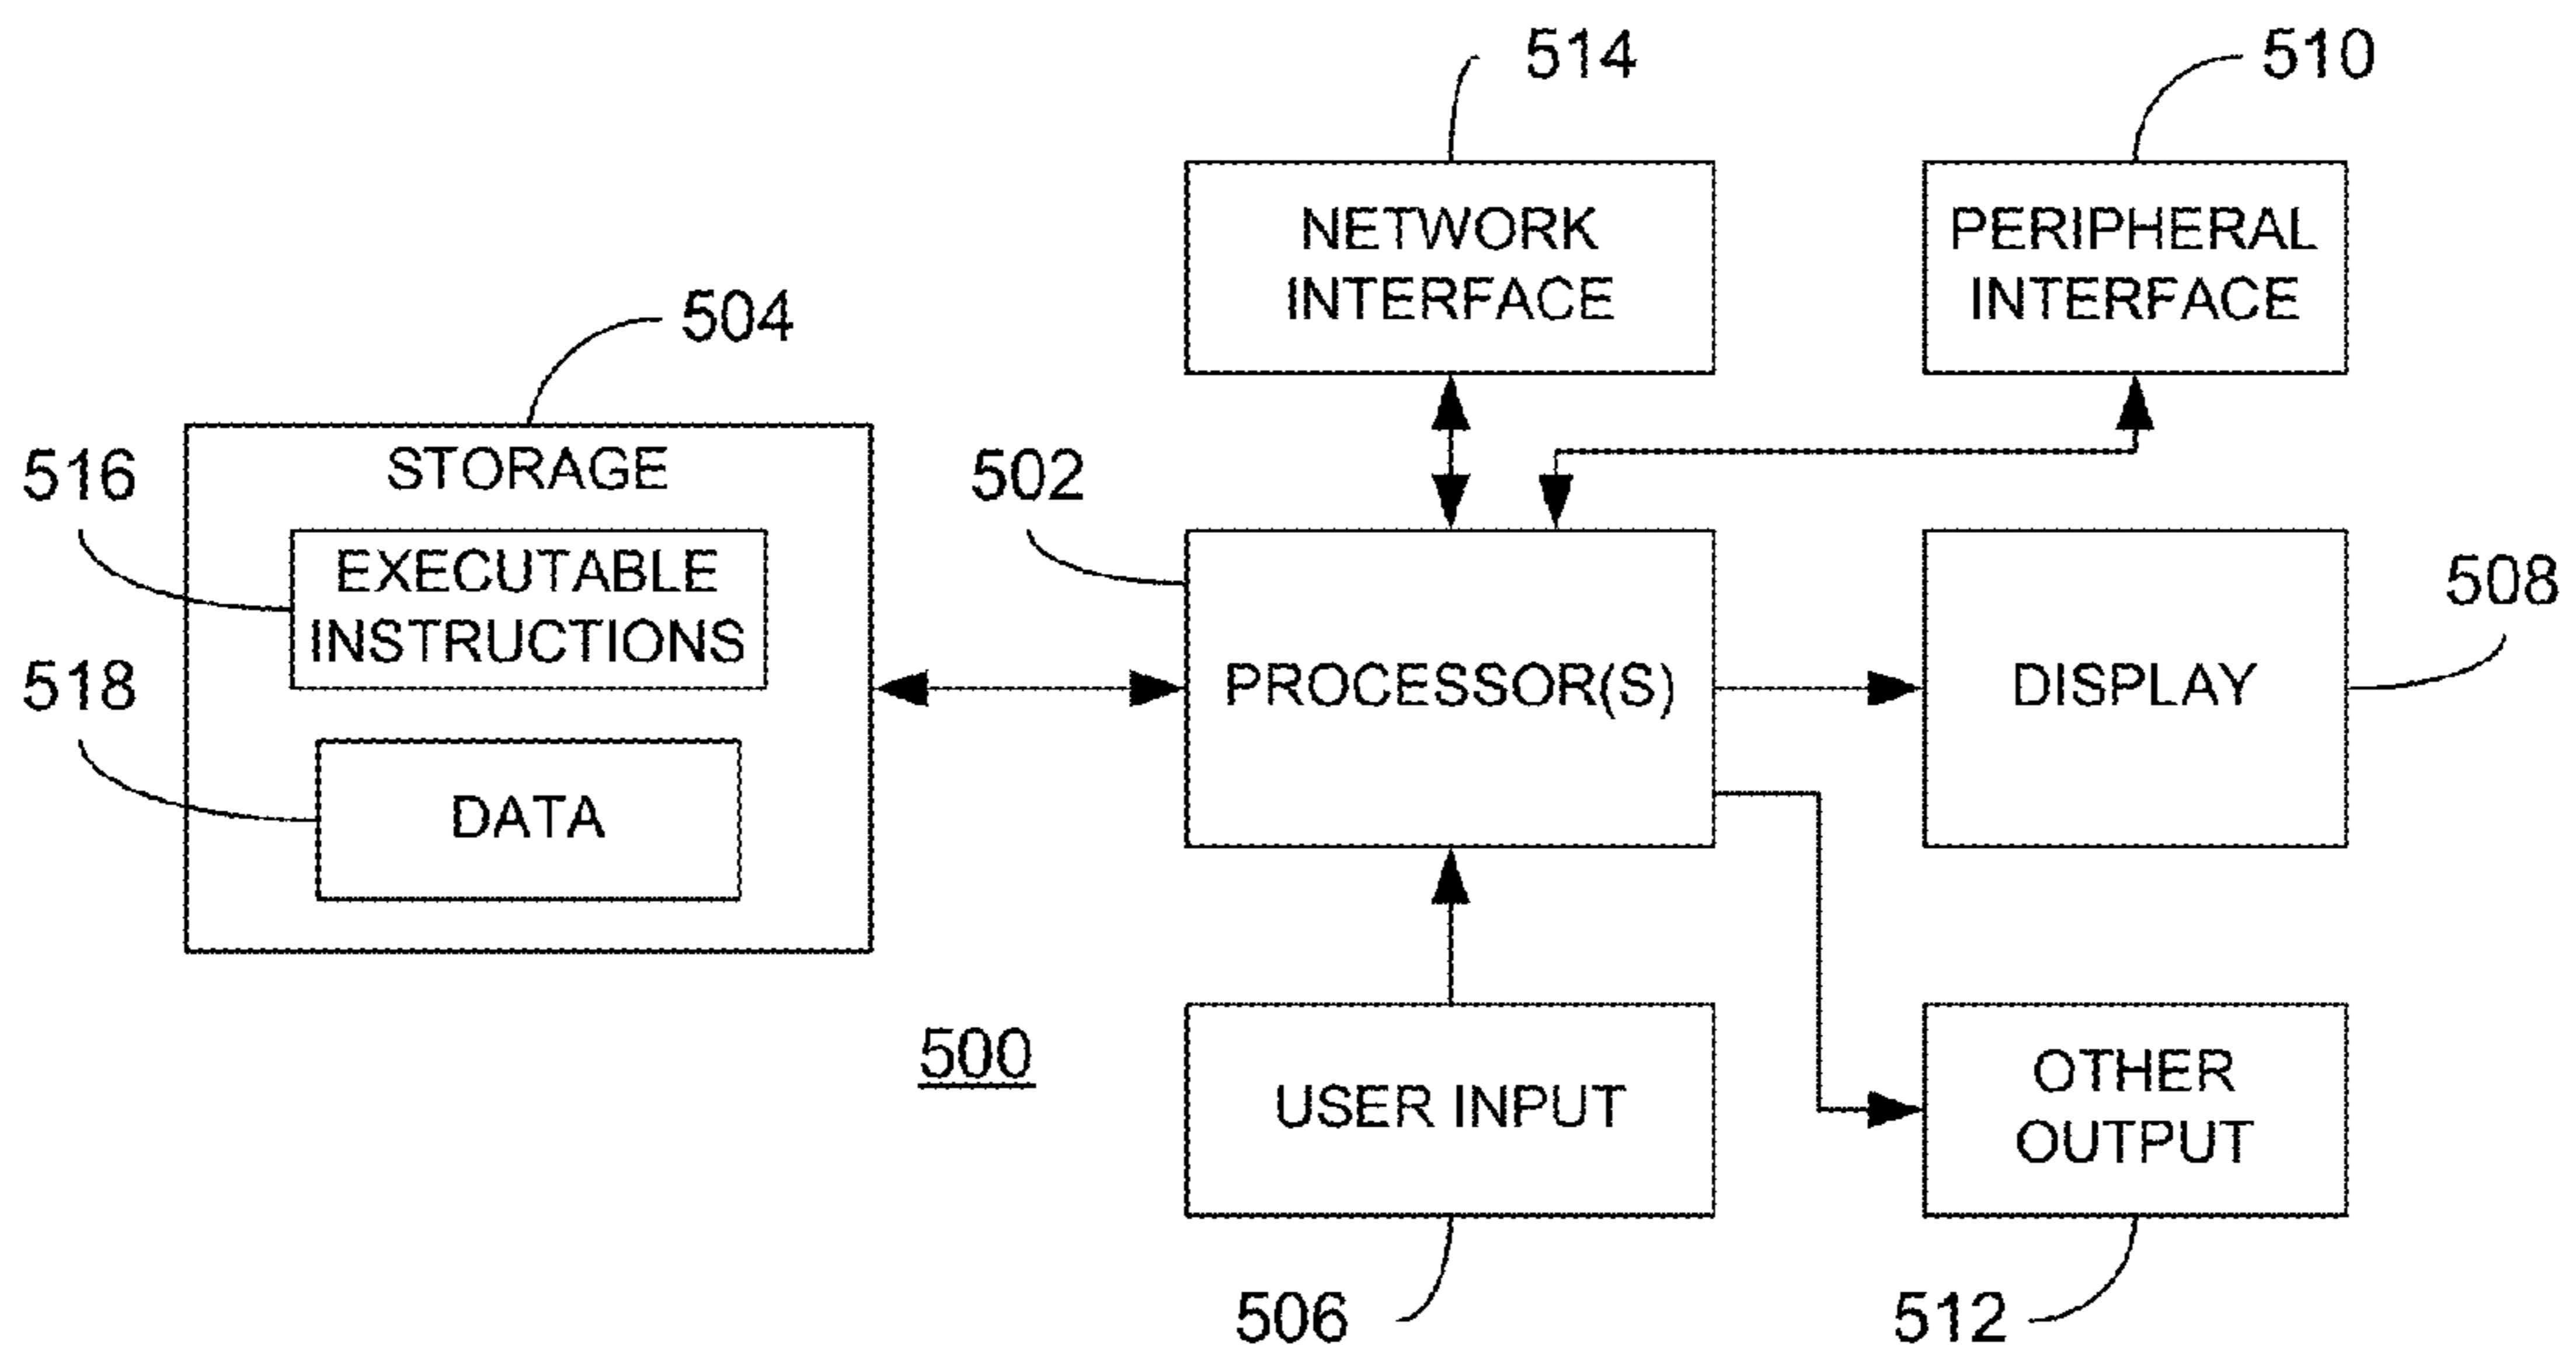 514
510
NETWORK
INTERFACE
PERIPHERAL
INTERFACE
504
STORAGE
516
EXECUTABLE
INSTRUCTIONS
518
DATA
502
PROCESSOR(S)
DISPLAY
508
500
USER INPUT
OTHER
OUTPUT
506
512